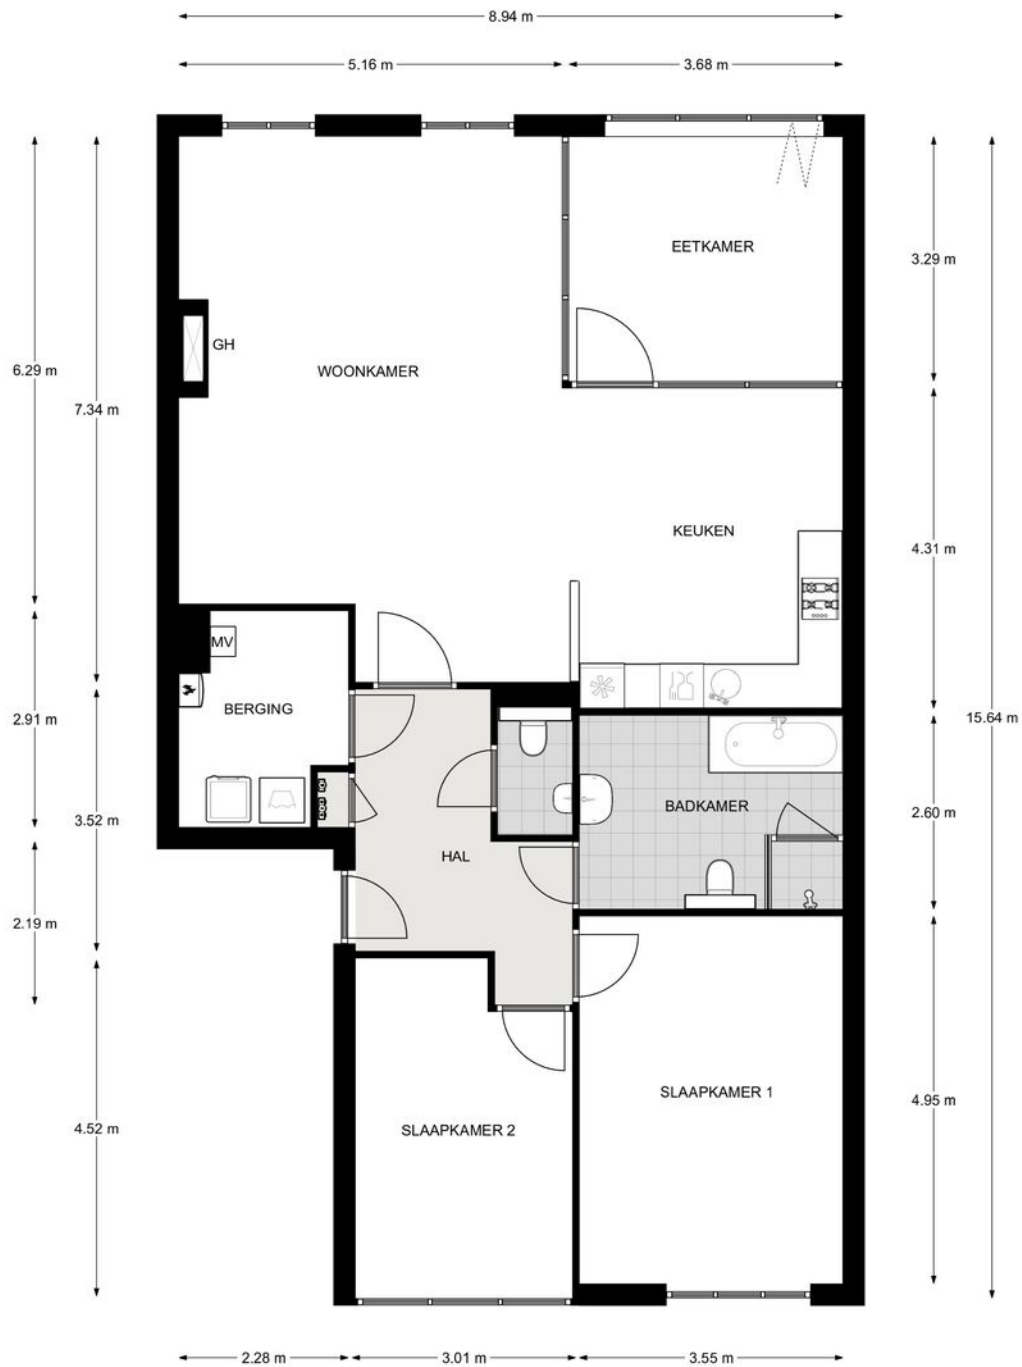 8.94 m
5.16 m
3.68 m
EETKAMER
3.29 m
GH
6.29 m
WOONKAMER
7.34 m
KEUKEN
4.31 m
MV
2.91 m
BERGING
15.64 m
3.52 m
BADKAMER
2.60 m
HAL
2.19 m
SLAAPKAMER 1
4.95 m
4.52 m
SLAAPKAMER 2
2.28 m
3.01 m
3.55 m